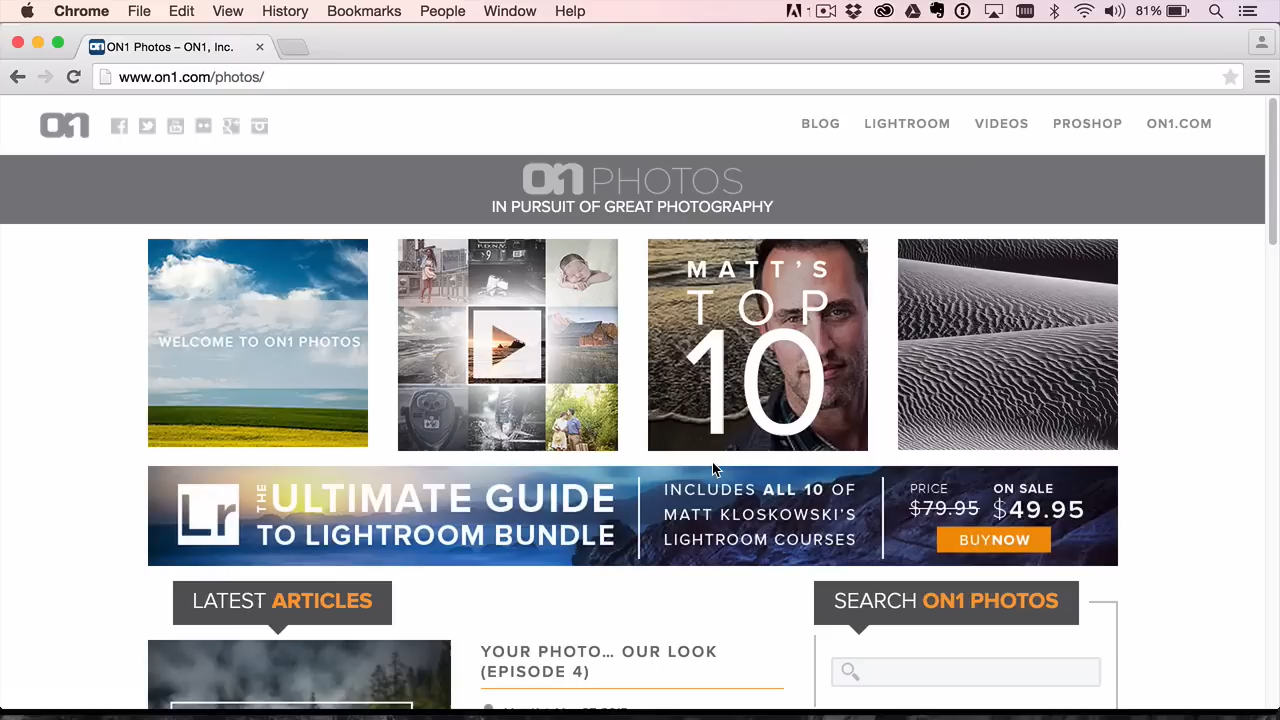 Chrome File Edit View History Bookmarks People Window Help 81%
ON1 Photos – ON1, Inc.
www.on1.com/photos/
on1
BLOG LIGHTROOM VIDEOS PROSHOP ON1.COM
on1 PHOTOS
IN PURSUIT OF GREAT PHOTOGRAPHY
WELCOME TO ON1 PHOTOS
MATT'S
TOP
10
Lr THE ULTIMATE GUIDE
TO LIGHTROOM BUNDLE
INCLUDES ALL 10 OF
MATT KLOSKOWSKI'S
LIGHTROOM COURSES
PRICE ON SALE
$79.95 $49.95
BUYNOW
LATEST ARTICLES
SEARCH ON1 PHOTOS
YOUR PHOTO… OUR LOOK
(EPISODE 4)